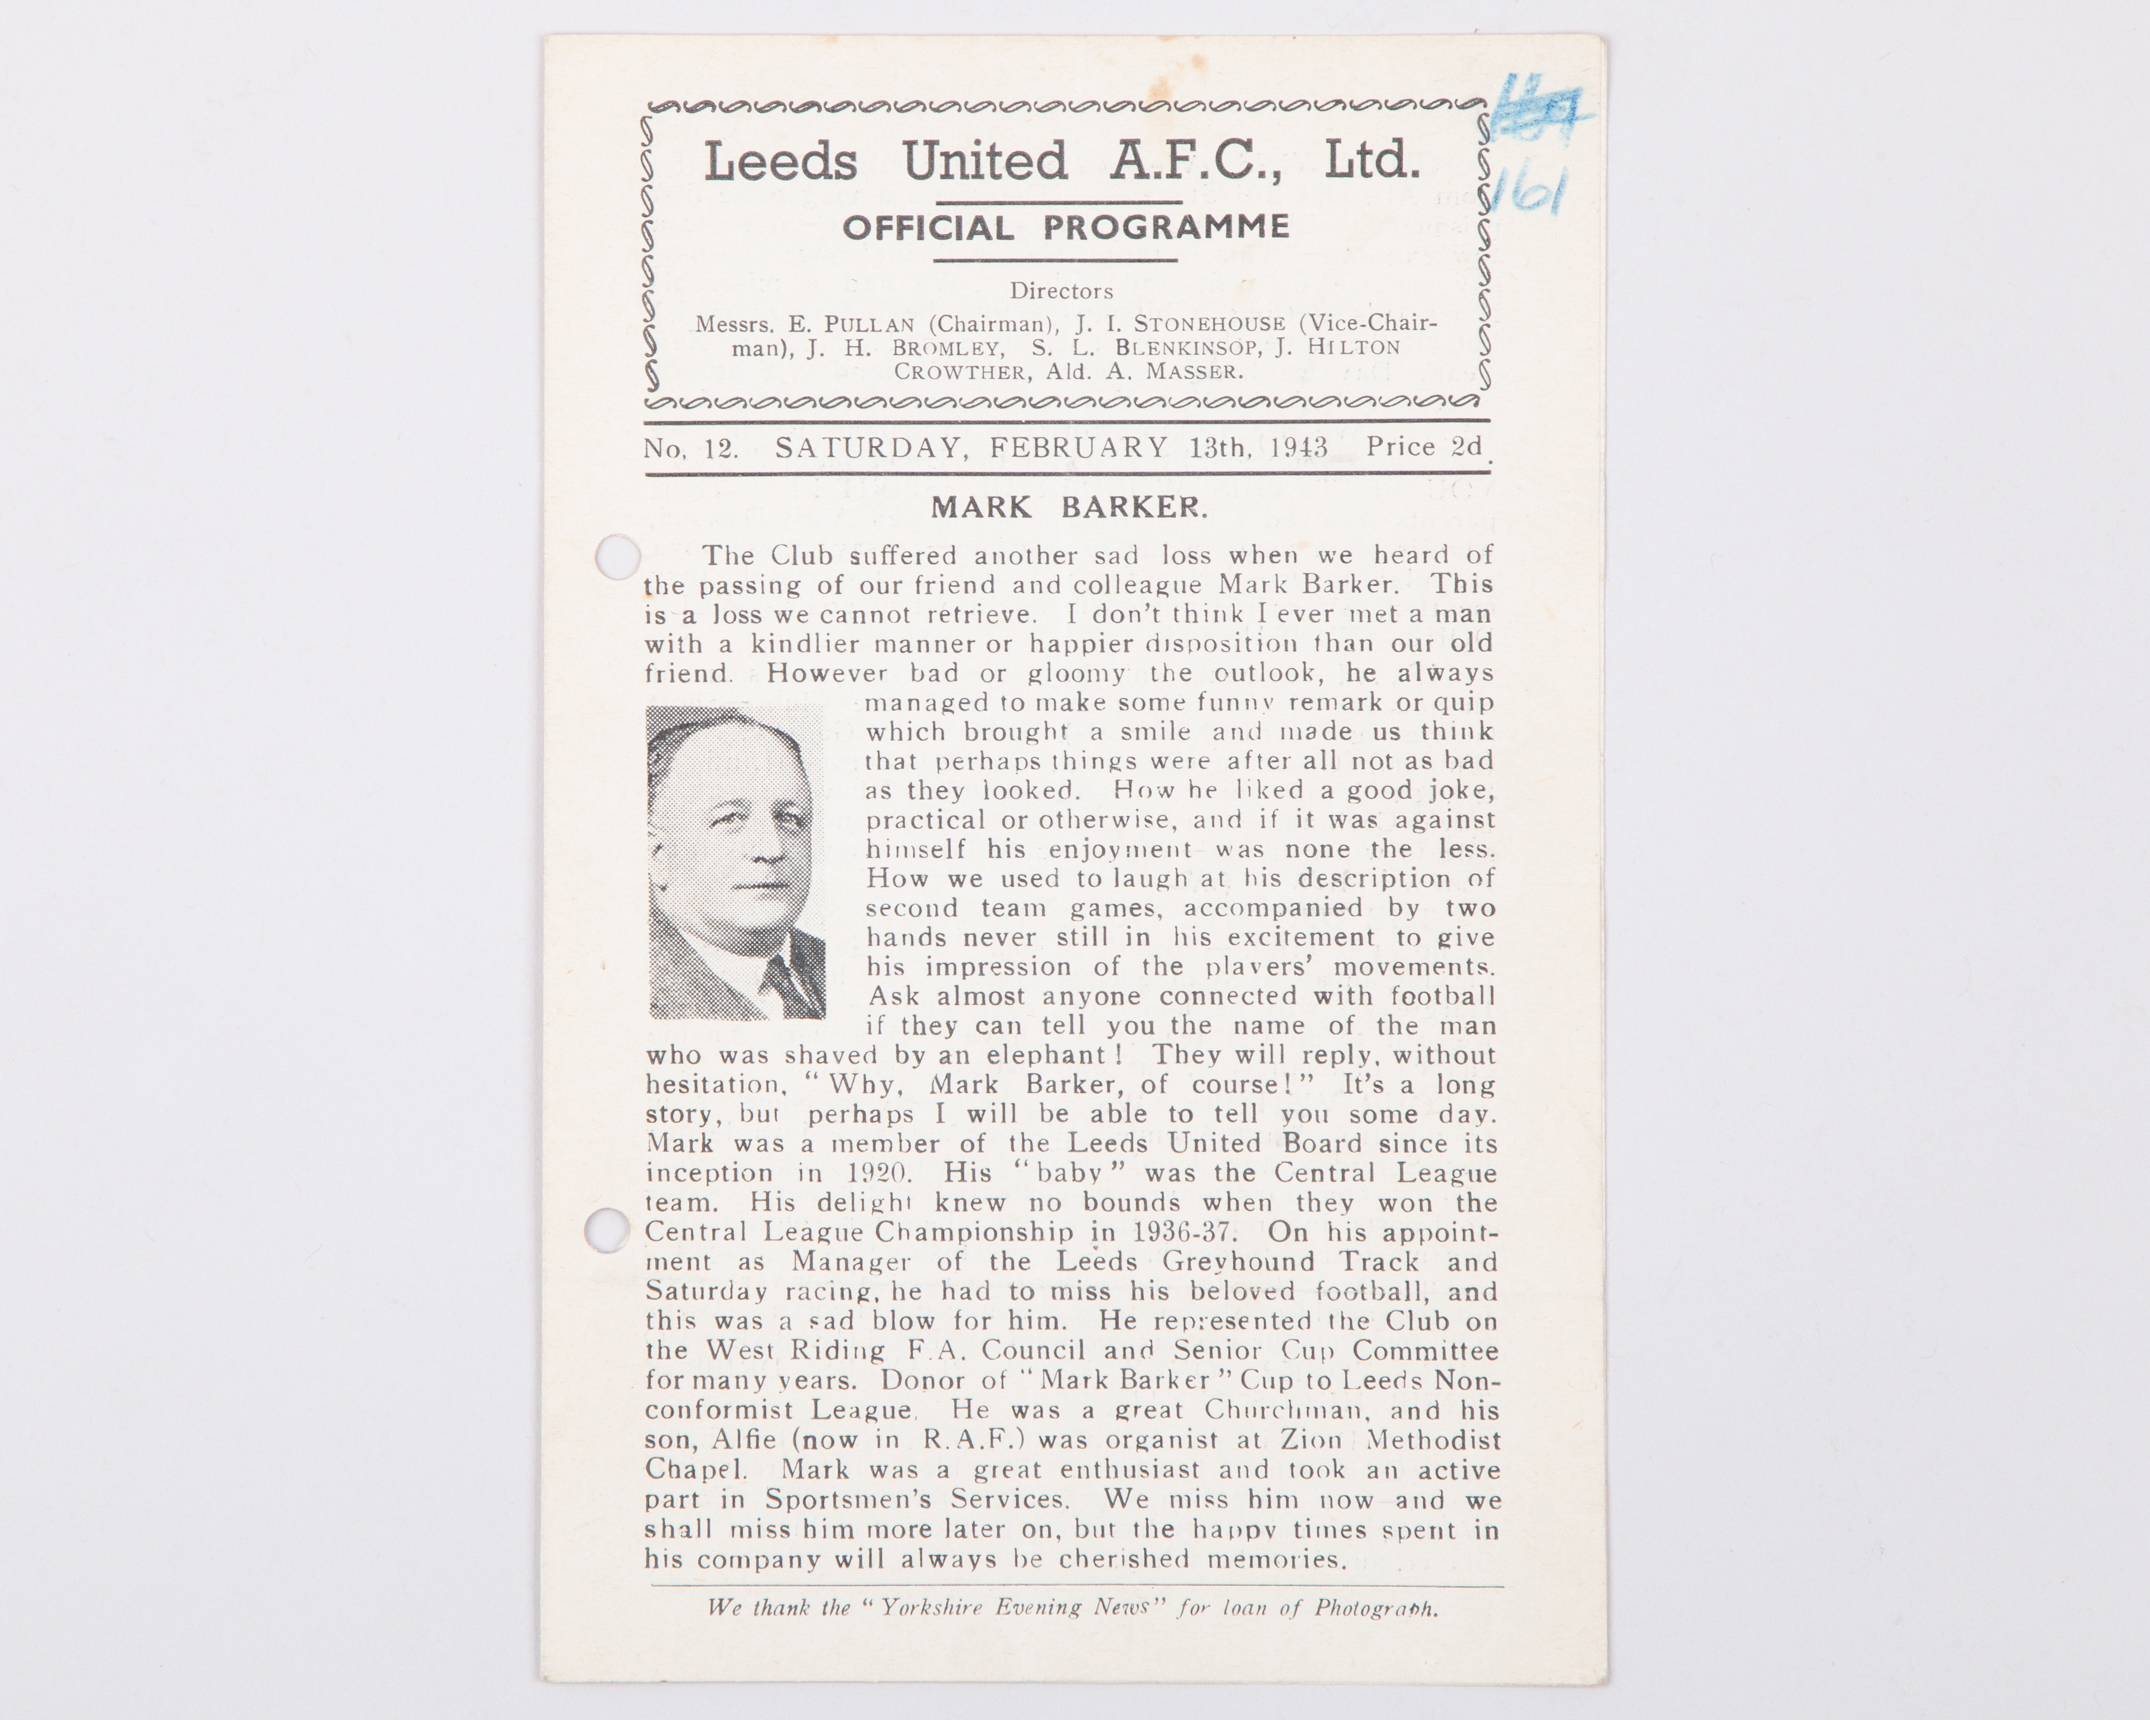 Leeds United A.F.C., Ltd.
OFFICIAL PROGRAMME
Directors
Messrs. E. PULLAN (Chairman), J. I. STONEHOUSE (Vice-Chair-
man), J. H. BROMLEY, S. L. BLENKINSOP, J. HILTON
CROWTHER, Ald. A. MASSER.
161
No. 12. SATURDAY, FEBRUARY 13th, 1943 Price 2d.
MARK BARKER.
The Club suffered another sad loss when we heard of
the passing of our friend and colleague Mark Barker. This
is a loss we cannot retrieve. I don't think I ever met a man
with a kindlier manner or happier disposition than our old
friend. However bad or gloomy the outlook, he always
managed to make some funny remark or quip
which brought a smile and made us think
that perhaps things were after all not as bad
as they looked. How he liked a good joke,
practical or otherwise, and if it was against
himself his enjoyment was none the less.
How we used to laugh at his description of
second team games, accompanied by two
hands never still in his excitement to give
his impression of the players' movements.
Ask almost anyone connected with football
if they can tell you the name of the man
who was shaved by an elephant! They will reply, without
hesitation, "Why, Mark Barker, of course!" It's a long
story, but perhaps I will be able to tell you some day.
Mark was a member of the Leeds United Board since its
inception in 1920. His "baby" was the Central League
team. His delight knew no bounds when they won the
Central League Championship in 1936-37. On his appoint-
ment as Manager of the Leeds Greyhound Track and
Saturday racing, he had to miss his beloved football, and
this was a sad blow for him. He represented the Club on
the West Riding F.A. Council and Senior Cup Committee
for many years. Donor of "Mark Barker" Cup to Leeds Non-
conformist League. He was a great Churchman, and his
son, Alfie (now in R.A.F.) was organist at Zion Methodist
Chapel. Mark was a great enthusiast and took an active
part in Sportsmen's Services. We miss him now and we
shall miss him more later on, but the happy times spent in
his company will always be cherished memories.
We thank the "Yorkshire Evening News" for loan of Photograph.